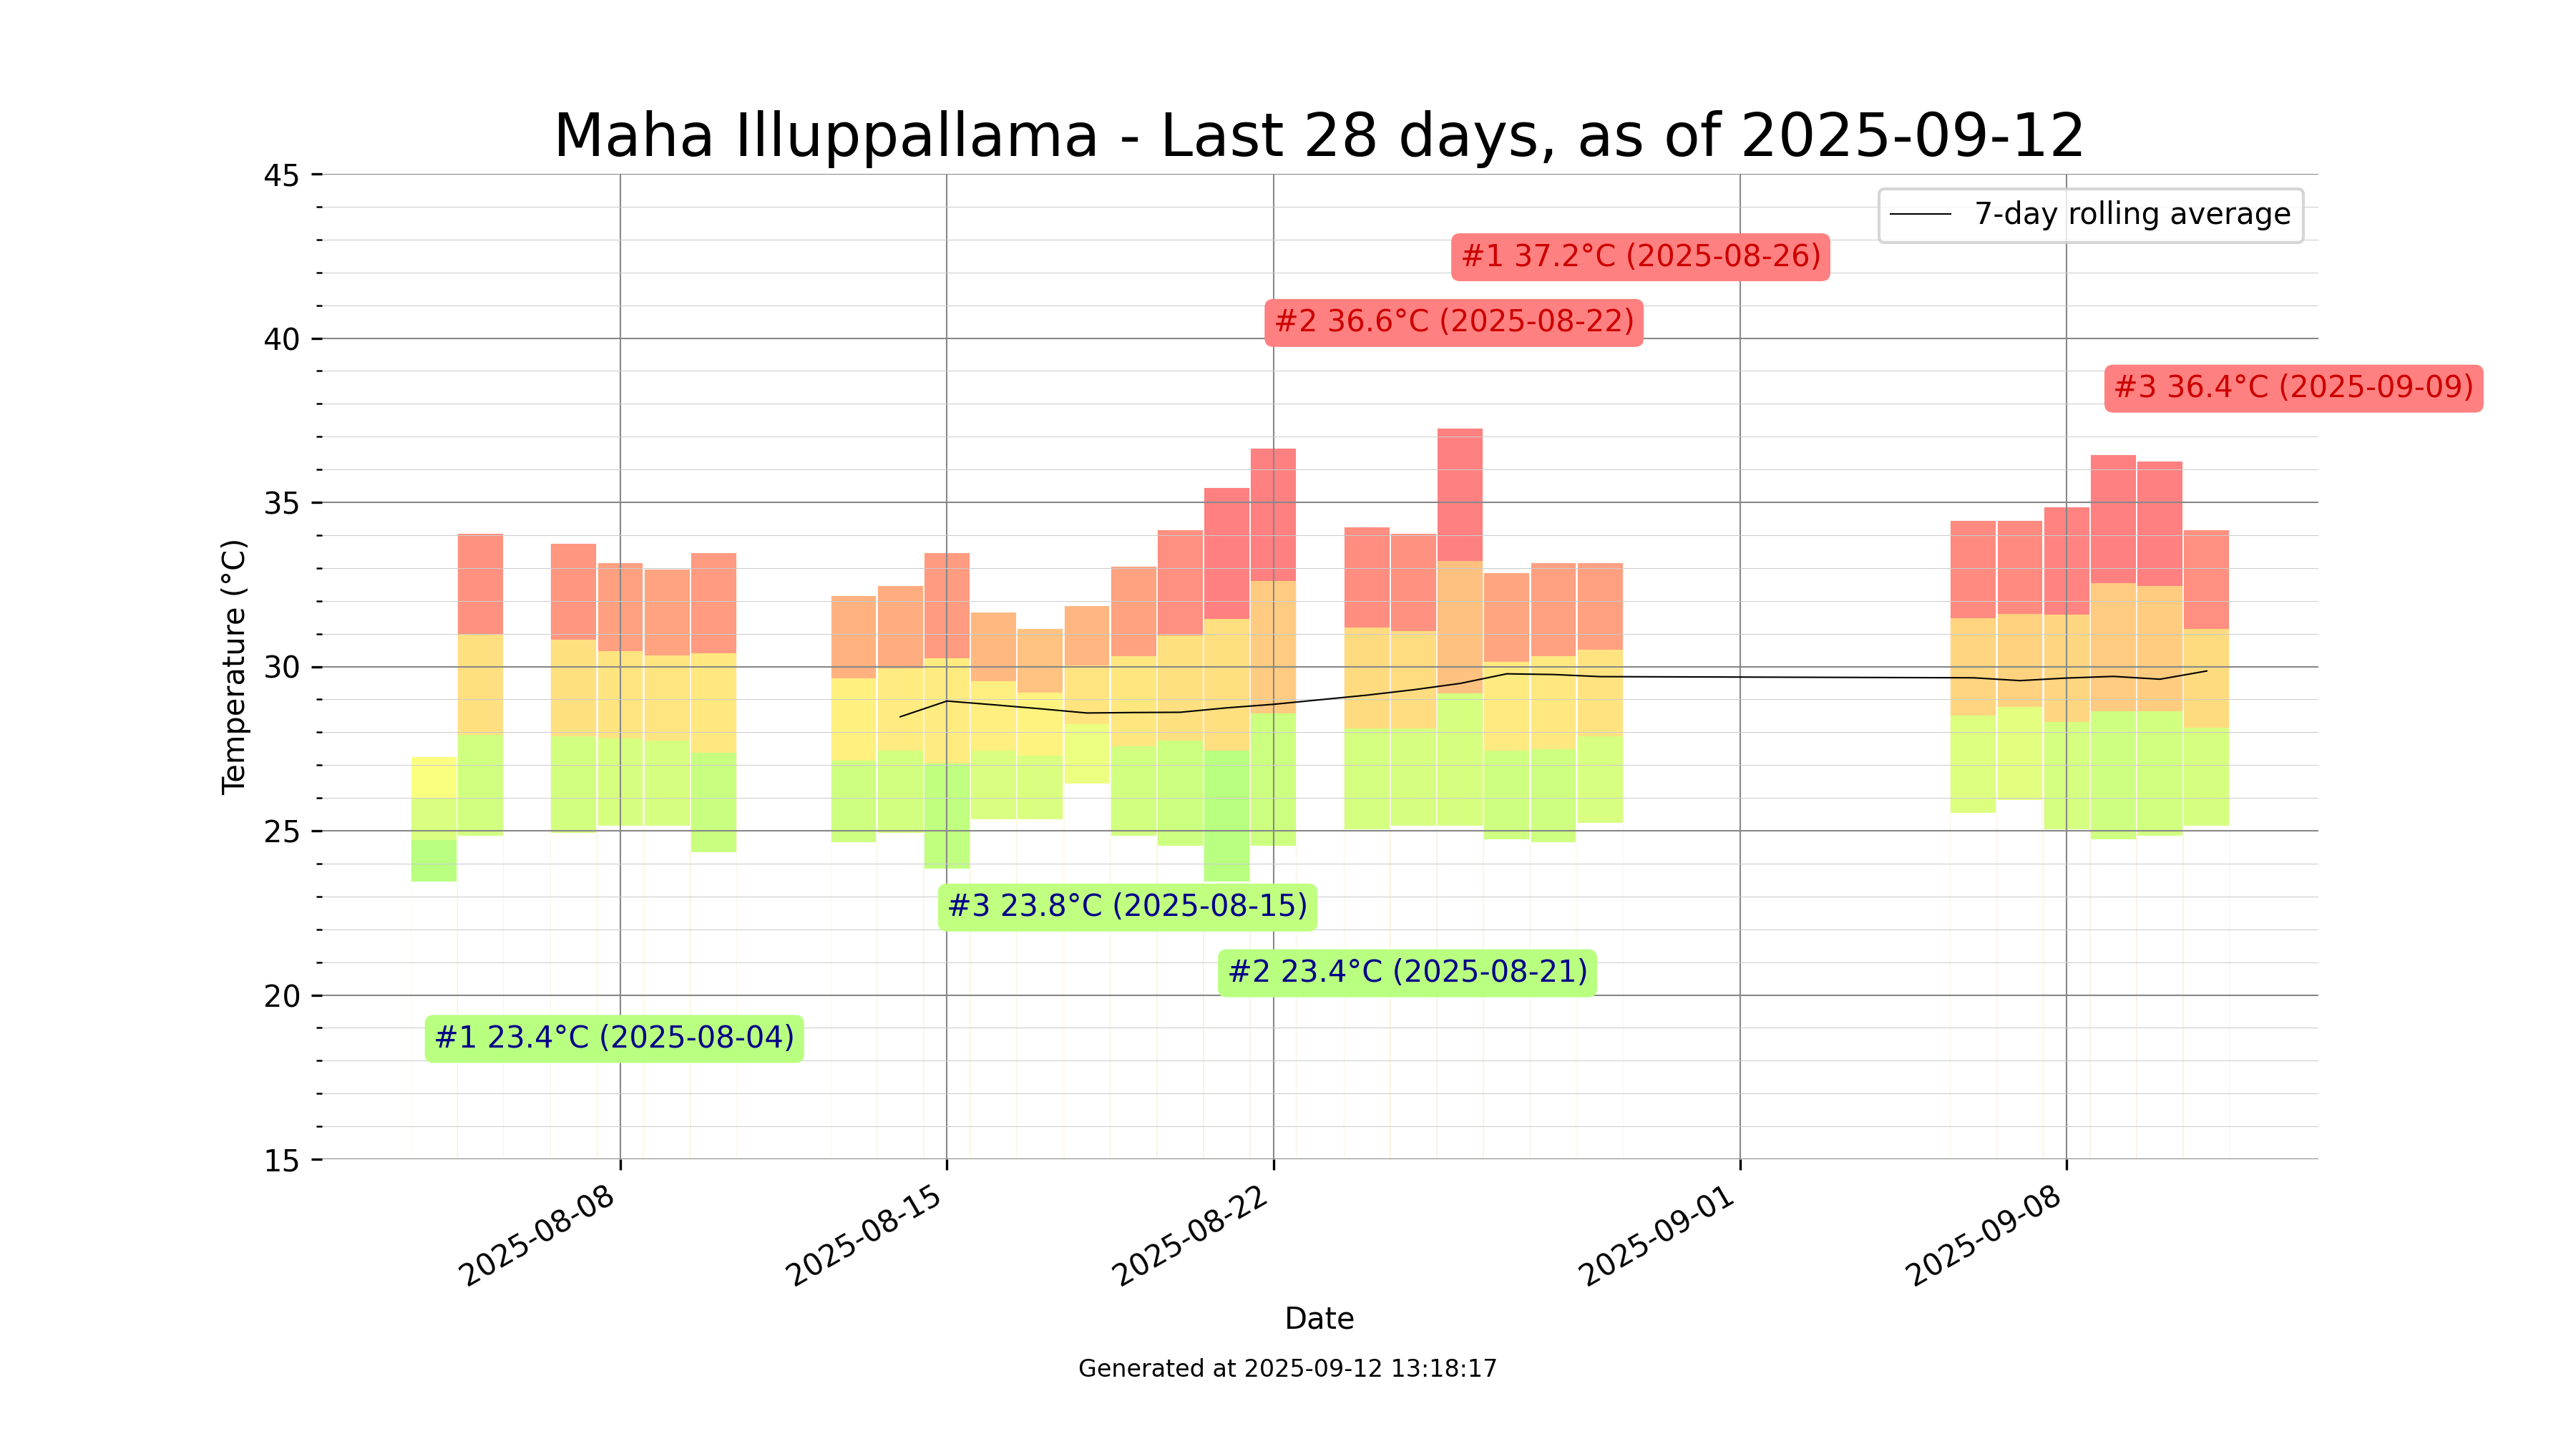 Maha Illuppallama - Last 28 days, as of 2025-09-12
45
40
35
30
25
20
15
Temperature (°C)
7-day rolling average
#1 37.2°C (2025-08-26)
#2 36.6°C (2025-08-22)
#3 36.4°C (2025-09-09)
#3 23.8°C (2025-08-15)
#2 23.4°C (2025-08-21)
#1 23.4°C (2025-08-04)
2025-08-08
2025-08-15
2025-08-22
2025-09-01
2025-09-08
Date
Generated at 2025-09-12 13:18:17